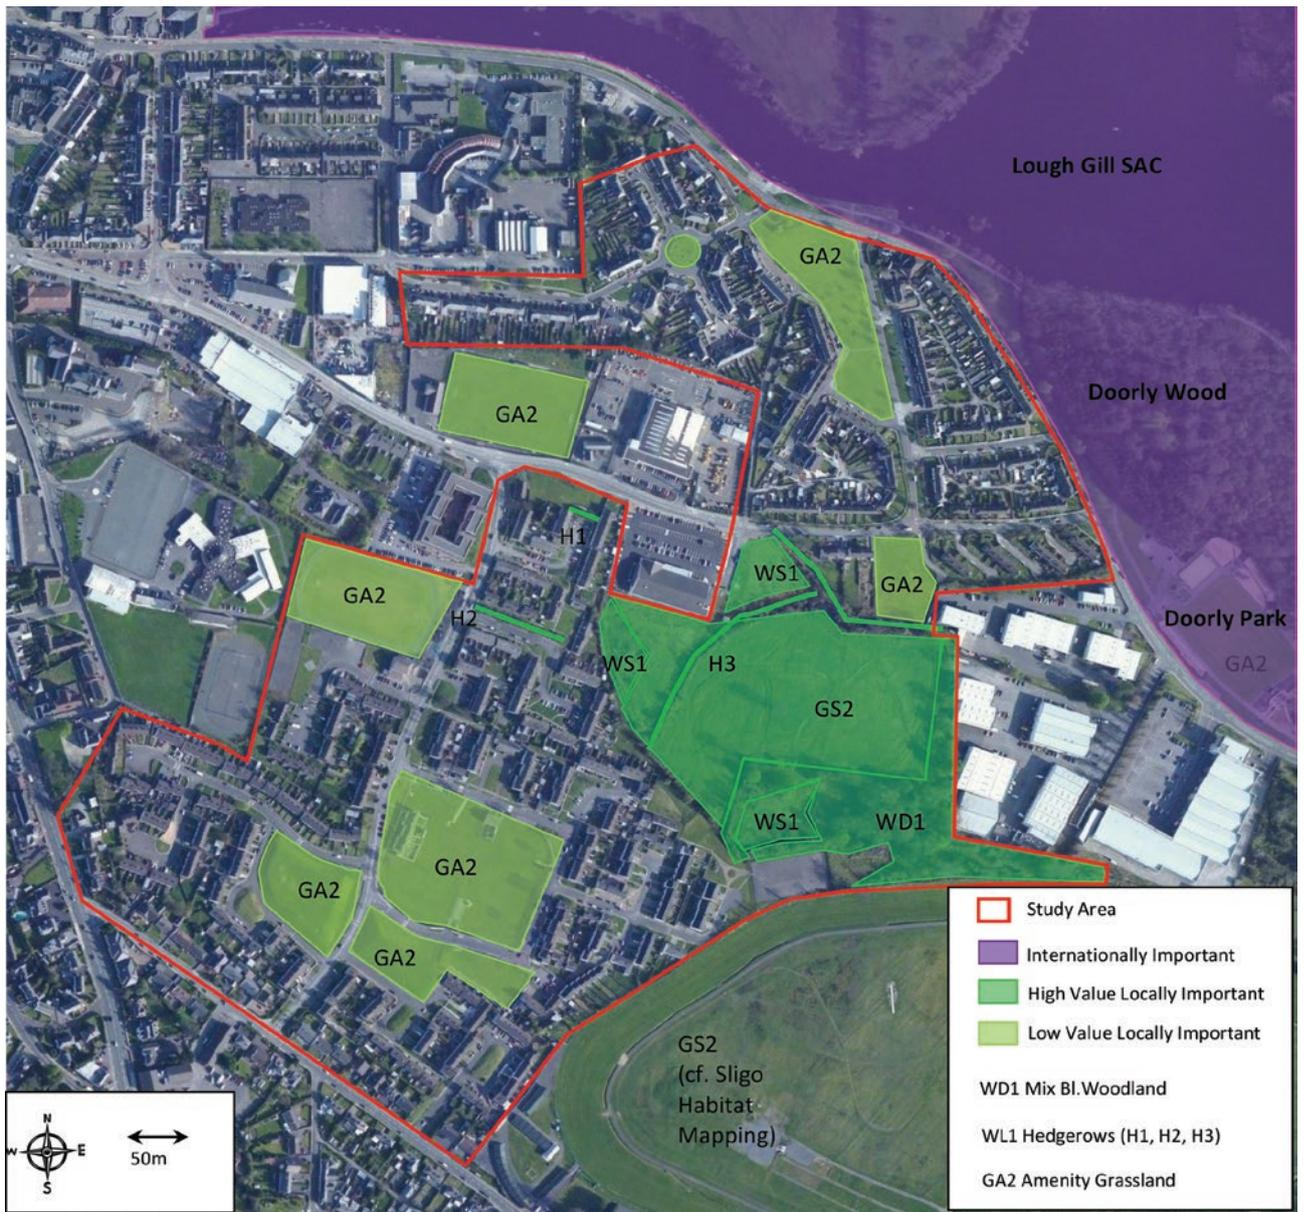 Lough Gill SAC
GA2
Doorly Wood
GA2
H1
WS1
GA2
GA2
H2
Doorly Park
WS1
H3
GA2
GS2
WS1
WD1
GA2
GA2
GA2
Study Area
Internationally Important
High Value Locally Important
Low Value Locally Important
WD1 Mix Bl.Woodland
WL1 Hedgerows (H1, H2, H3)
GA2 Amenity Grassland
GS2
(cf. Sligo
Habitat
Mapping)
N
W E
S
50m